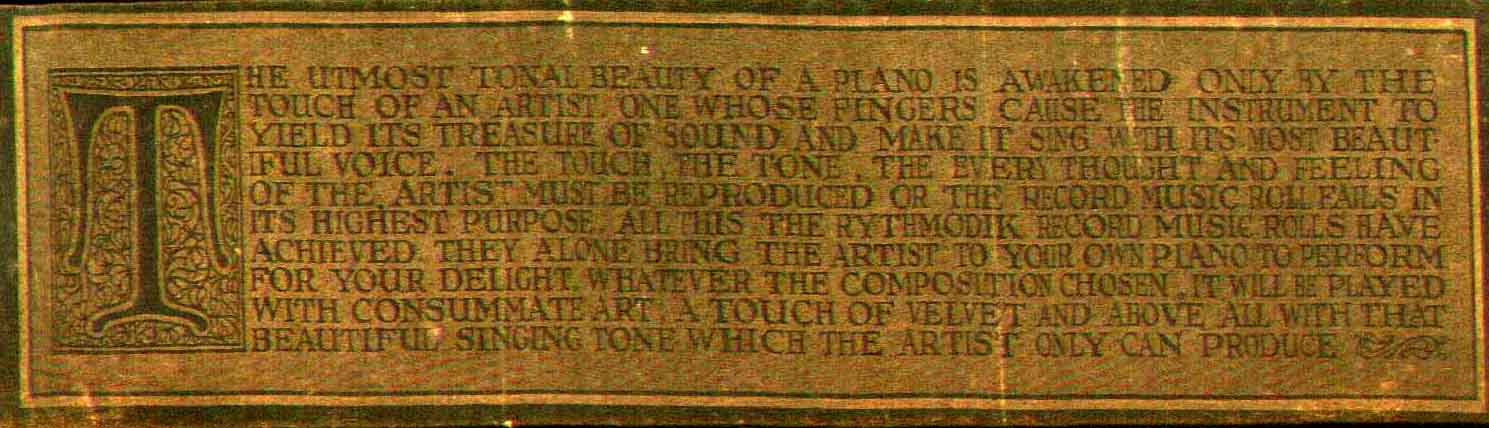 THE UTMOST TONAL BEAUTY OF A PIANO IS AWAKENED ONLY BY THE
TOUCH OF AN ARTIST ONE WHOSE FINGERS CAUSE THE INSTRUMENT TO
YIELD ITS TREASURE OF SOUND AND MAKE IT SING WITH ITS MOST BEAUT-
IFUL VOICE. THE TOUCH, THE TONE, THE EVERY THOUGHT AND FEELING
OF THE ARTIST MUST BE REPRODUCED OR THE RECORD MUSIC ROLL FAILS IN
ITS HIGHEST PURPOSE. ALL THIS THE RYTHMODIK RECORD MUSIC ROLLS HAVE
ACHIEVED. THEY ALONE BRING THE ARTIST TO YOUR OWN PIANO TO PERFORM
FOR YOUR DELIGHT. WHATEVER THE COMPOSITION CHOSEN, IT WILL BE PLAYED
WITH CONSUMMATE ART, A TOUCH OF VELVET AND ABOVE ALL WITH THAT
BEAUTIFUL SINGING TONE WHICH THE ARTIST ONLY CAN PRODUCE